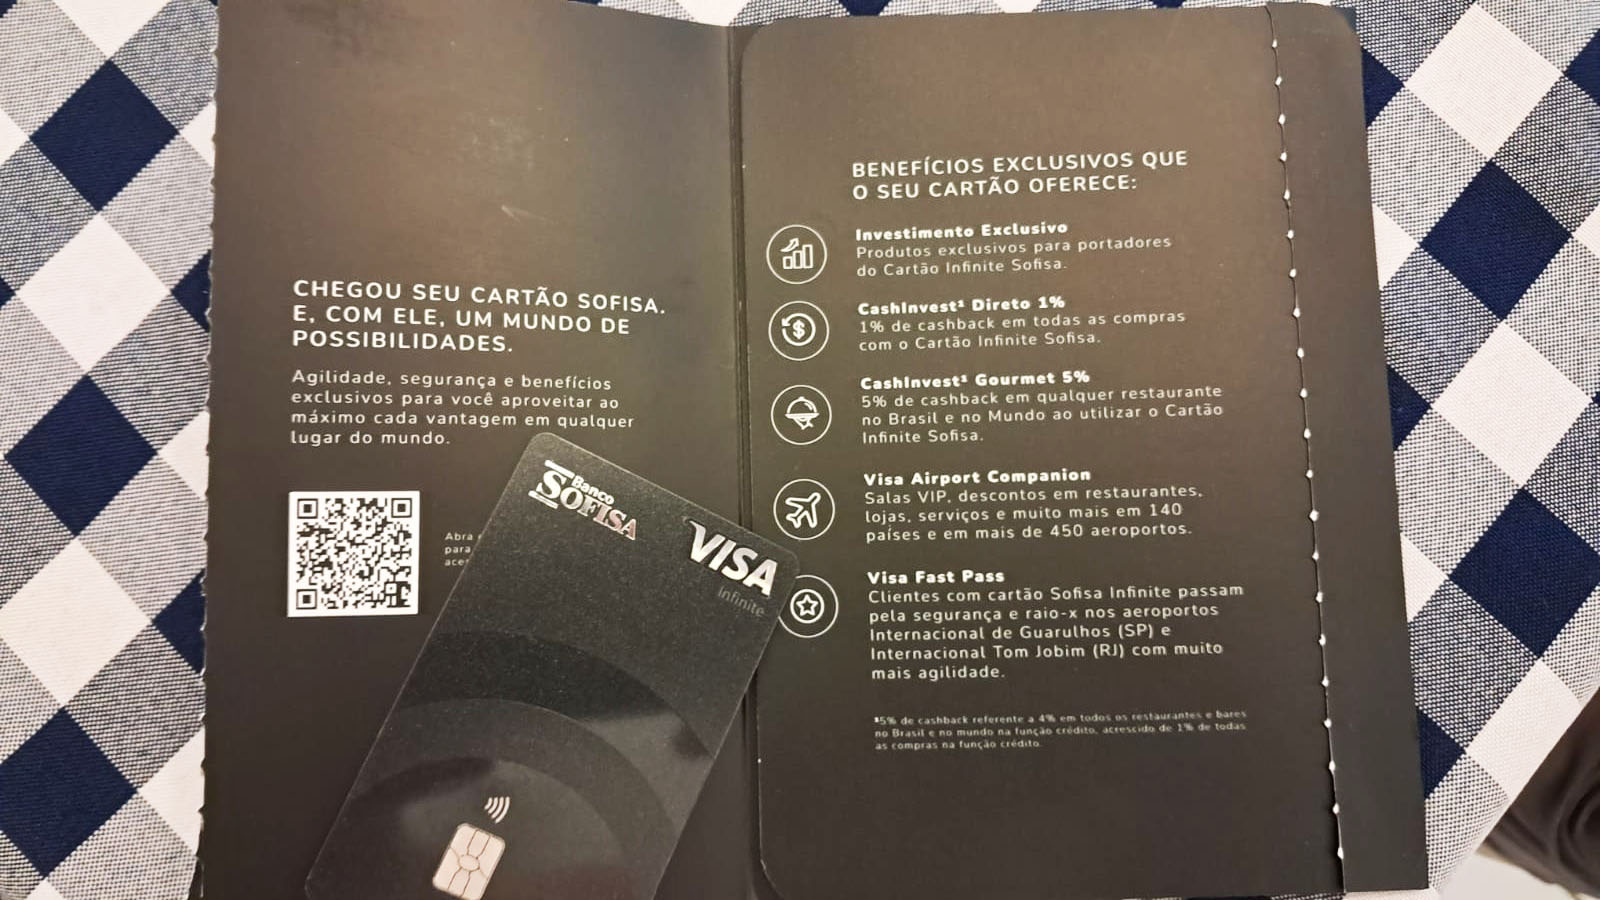 CHEGOU SEU CARTÃO SOFISA.
E, COM ELE, UM MUNDO DE
POSSIBILIDADES.
Agilidade, segurança e benefícios
exclusivos para você aproveitar ao
máximo cada vantagem em qualquer
lugar do mundo.
Abra
para
Banco
SOFISA
VISA
Infinite
BENEFÍCIOS EXCLUSIVOS QUE
O SEU CARTÃO OFERECE:
Investimento Exclusivo
Produtos exclusivos para portadores
do Cartão Infinite Sofisa.
CashInvest¹ Direto 1%
1% de cashback em todas as compras
com o Cartão Infinite Sofisa.
CashInvest¹ Gourmet 5%
5% de cashback em qualquer restaurante
no Brasil e no Mundo ao utilizar o Cartão
Infinite Sofisa.
Visa Airport Companion
Salas VIP, descontos em restaurantes,
lojas, serviços e muito mais em 140
países e em mais de 450 aeroportos.
Visa Fast Pass
Clientes com cartão Sofisa Infinite passam
pela segurança e raio-x nos aeroportos
Internacional de Guarulhos (SP) e
Internacional Tom Jobim (RJ) com muito
mais agilidade.
¹5% de cashback referente a 4% em todos os restaurantes e bares
no Brasil e no mundo na função crédito, acrescido de 1% de todas
as compras na função crédito.